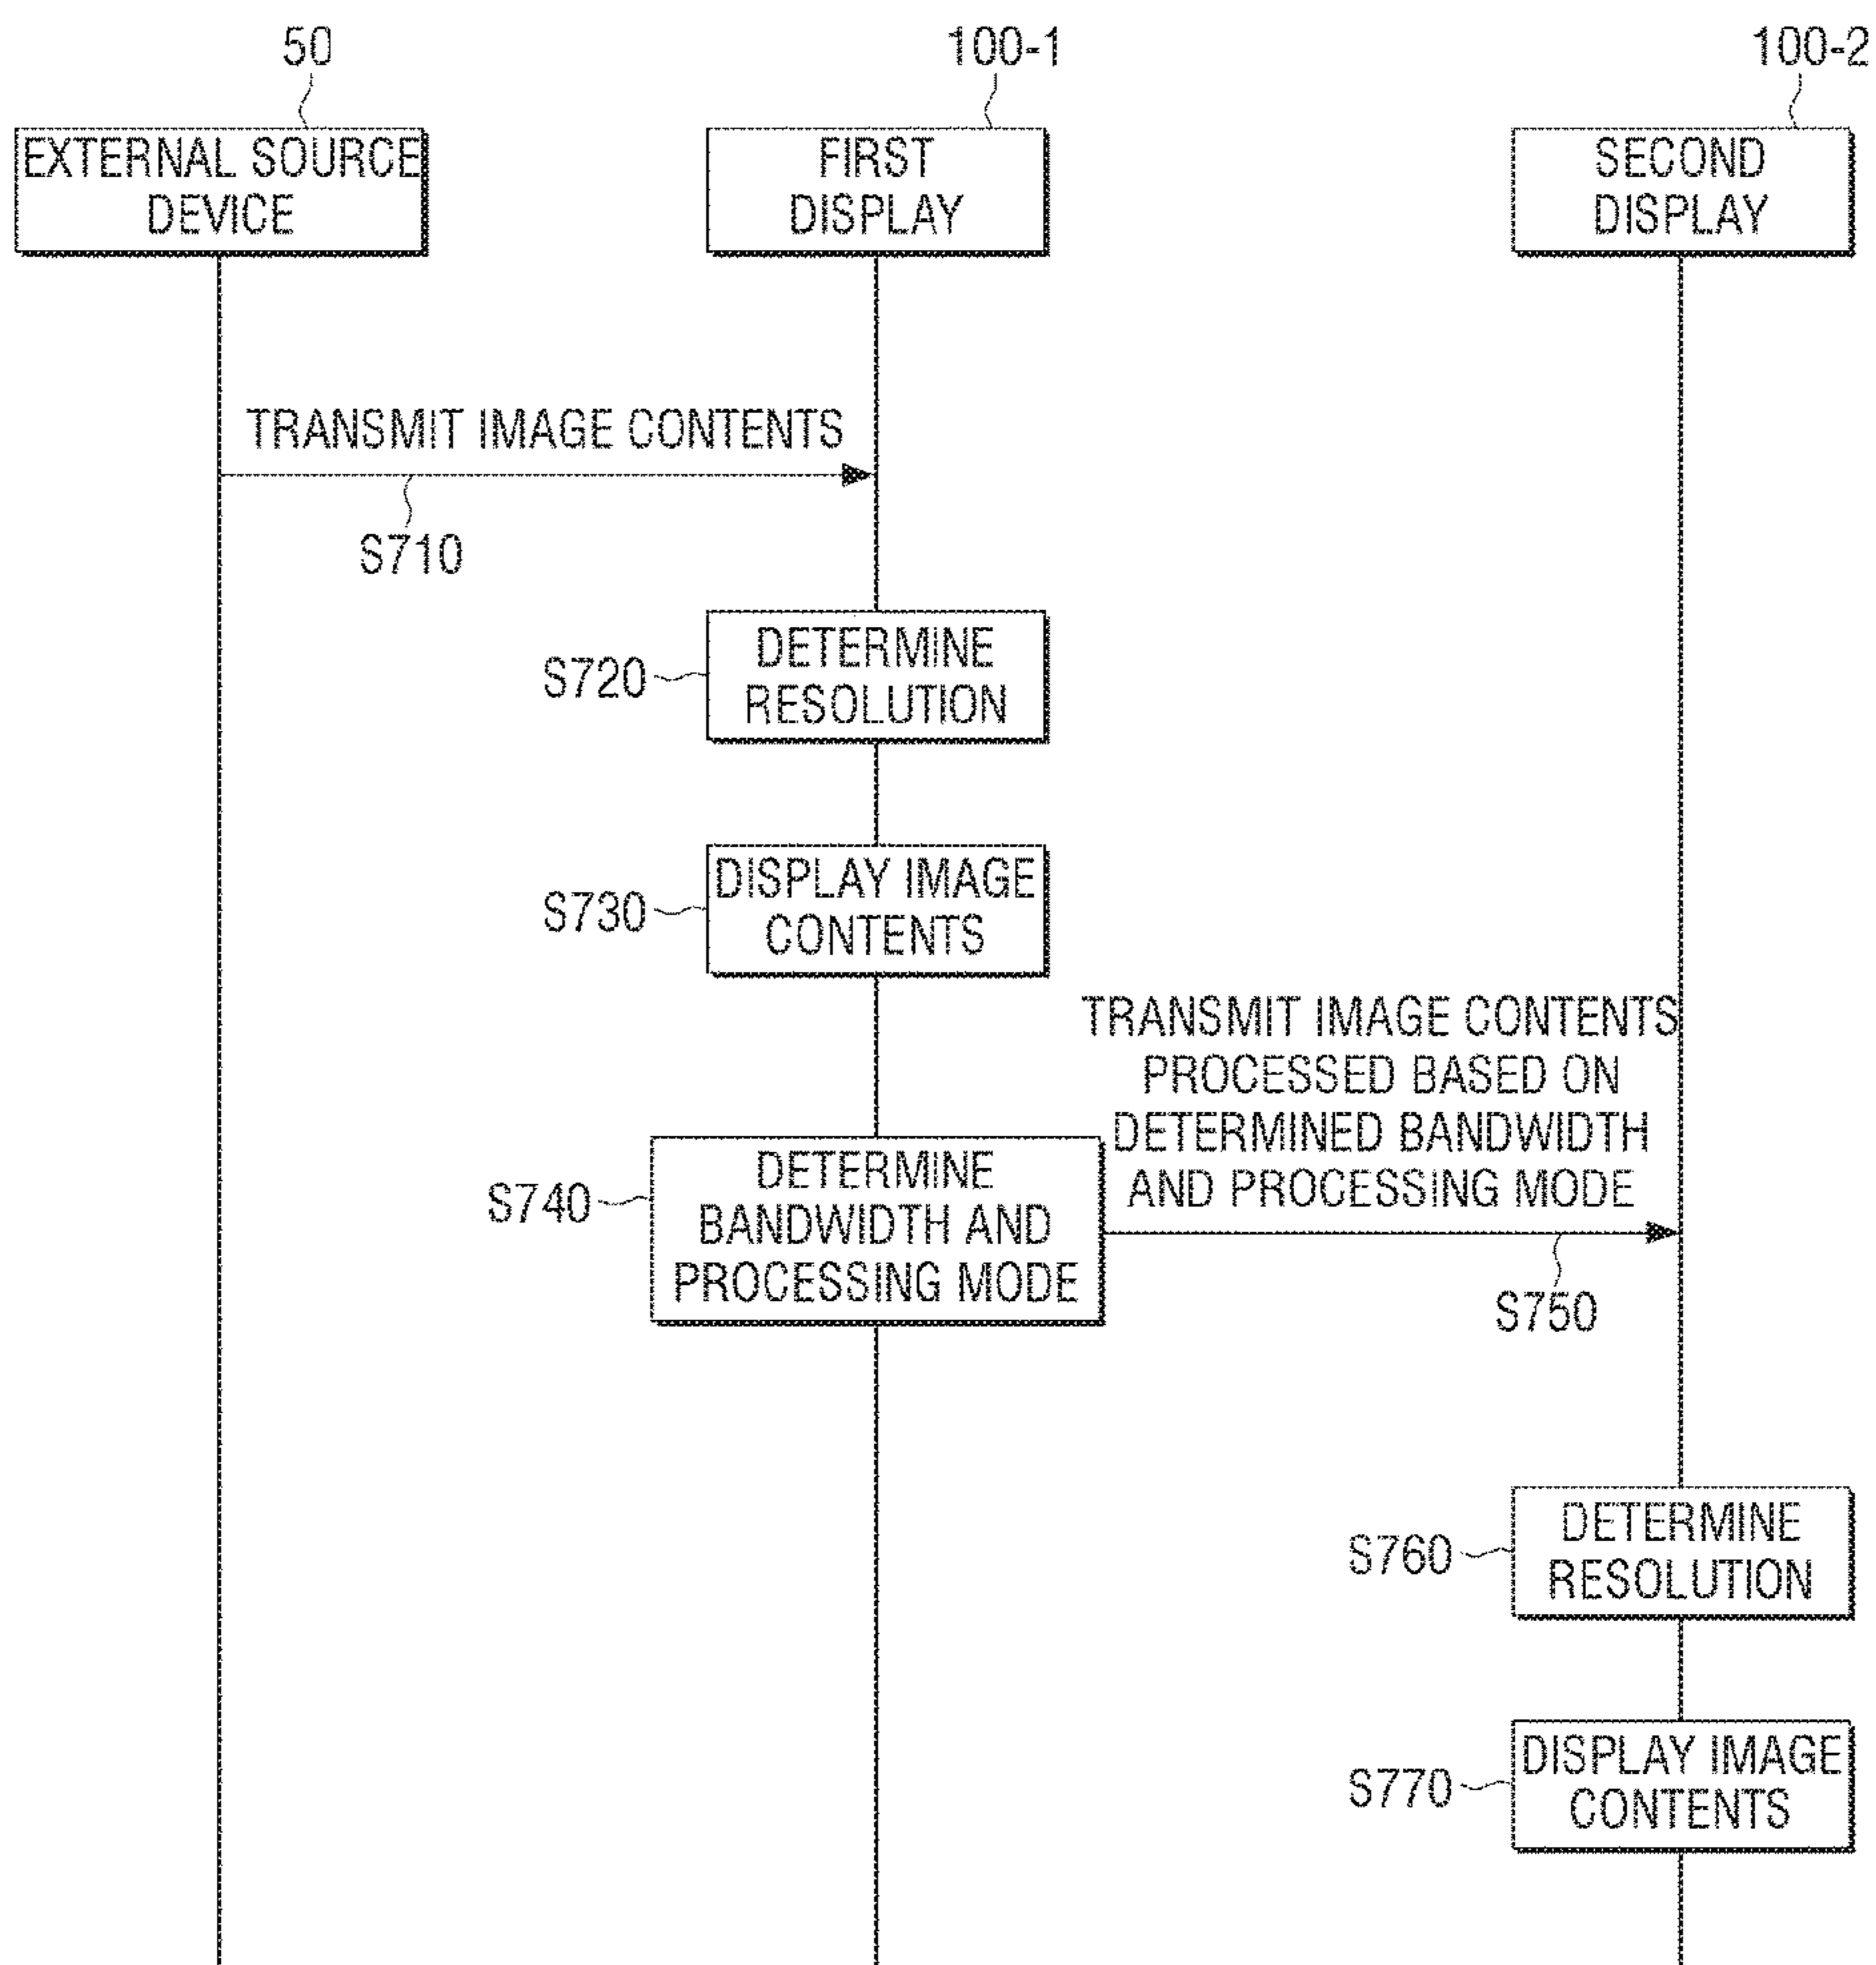 50
100-1
100-2
EXTERNAL SOURCE
DEVICE
FIRST
DISPLAY
SECOND
DISPLAY
TRANSMIT IMAGE CONTENTS
S710
S720
DETERMINE
RESOLUTION
S730
DISPLAY IMAGE
CONTENTS
TRANSMIT IMAGE CONTENTS
PROCESSED BASED ON
DETERMINED BANDWIDTH
AND PROCESSING MODE
S740
DETERMINE
BANDWIDTH AND
PROCESSING MODE
S750
S760
DETERMINE
RESOLUTION
S770
DISPLAY IMAGE
CONTENTS